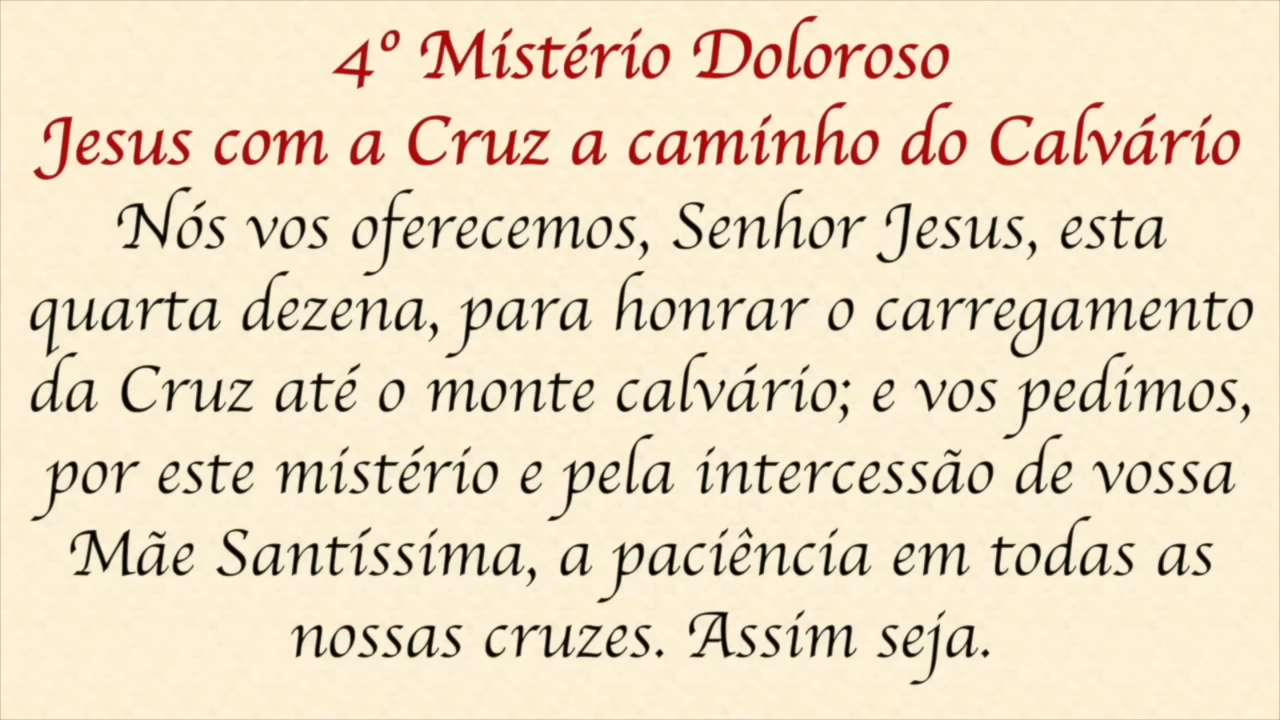 4º Mistério Doloroso
Jesus com a Cruz a caminho do Calvário
Nós vos oferecemos, Senhor Jesus, esta
quarta dezena, para honrar o carregamento
da Cruz até o monte calvário; e vos pedimos,
por este mistério e pela intercessão de vossa
Mãe Santíssima, a paciência em todas as
nossas cruzes. Assim seja.